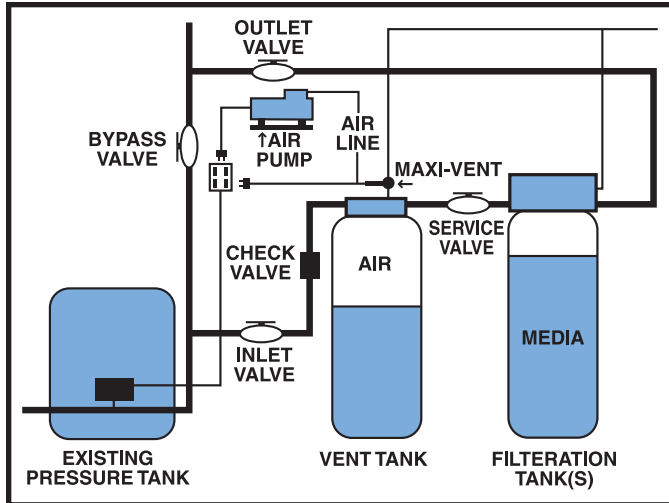 OUTLET
VALVE
BYPASS
VALVE
↑AIR
PUMP
AIR
LINE
MAXI-VENT
←
SERVICE
VALVE
CHECK
VALVE
AIR
INLET
VALVE
MEDIA
EXISTING
PRESSURE TANK
VENT TANK
FILTERATION
TANK(S)